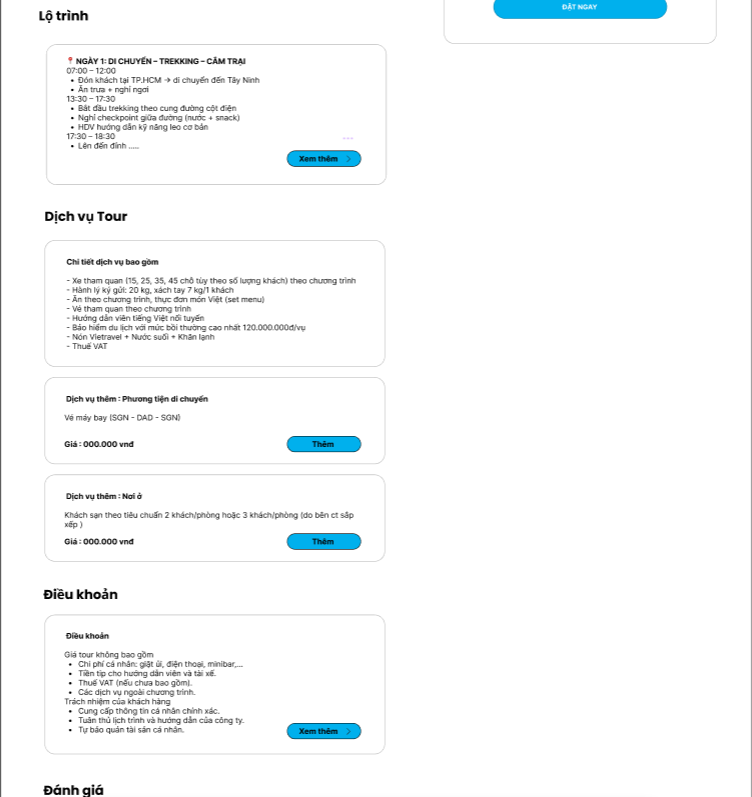 ĐẶT NGAY
Lộ trình
📍 NGÀY 1: DI CHUYỂN – TREKKING – CẮM TRẠI
07:00 – 12:00
• Đón khách tại TP.HCM → di chuyển đến Tây Ninh
• Ăn trưa + nghỉ ngơi
13:30 – 17:30
• Bắt đầu trekking theo cung đường cột điện
• Nghỉ checkpoint giữa đường (nước + snack)
• HDV hướng dẫn kỹ năng leo cơ bản
17:30 – 18:30
• Lên đến đỉnh .....
---
Xem thêm >
Dịch vụ Tour
Chi tiết dịch vụ bao gồm
- Xe tham quan (15, 25, 35, 45 chỗ tùy theo số lượng khách) theo chương trình
- Hành lý ký gửi: 20 kg, xách tay 7 kg/1 khách
- Ăn theo chương trình, thực đơn món Việt (set menu)
- Vé tham quan theo chương trình
- Hướng dẫn viên tiếng Việt nối tuyến
- Bảo hiểm du lịch với mức bồi thường cao nhất 120.000.000đ/vụ
- Nón Vietravel + Nước suối + Khăn lạnh
- Thuế VAT
Dịch vụ thêm : Phương tiện di chuyển
Vé máy bay (SGN - DAD - SGN)
Giá : 000.000 vnđ
Thêm
Dịch vụ thêm : Nơi ở
Khách sạn theo tiêu chuẩn 2 khách/phòng hoặc 3 khách/phòng (do bên ct sắp
xếp )
Giá : 000.000 vnđ
Thêm
Điều khoản
Điều khoản
Giá tour không bao gồm
• Chi phí cá nhân: giặt ủi, điện thoại, minibar,...
• Tiền tip cho hướng dẫn viên và tài xế.
• Thuế VAT (nếu chưa bao gồm).
• Các dịch vụ ngoài chương trình.
Trách nhiệm của khách hàng
• Cung cấp thông tin cá nhân chính xác.
• Tuân thủ lịch trình và hướng dẫn của công ty.
• Tự bảo quản tài sản cá nhân.
Xem thêm >
Đánh giá